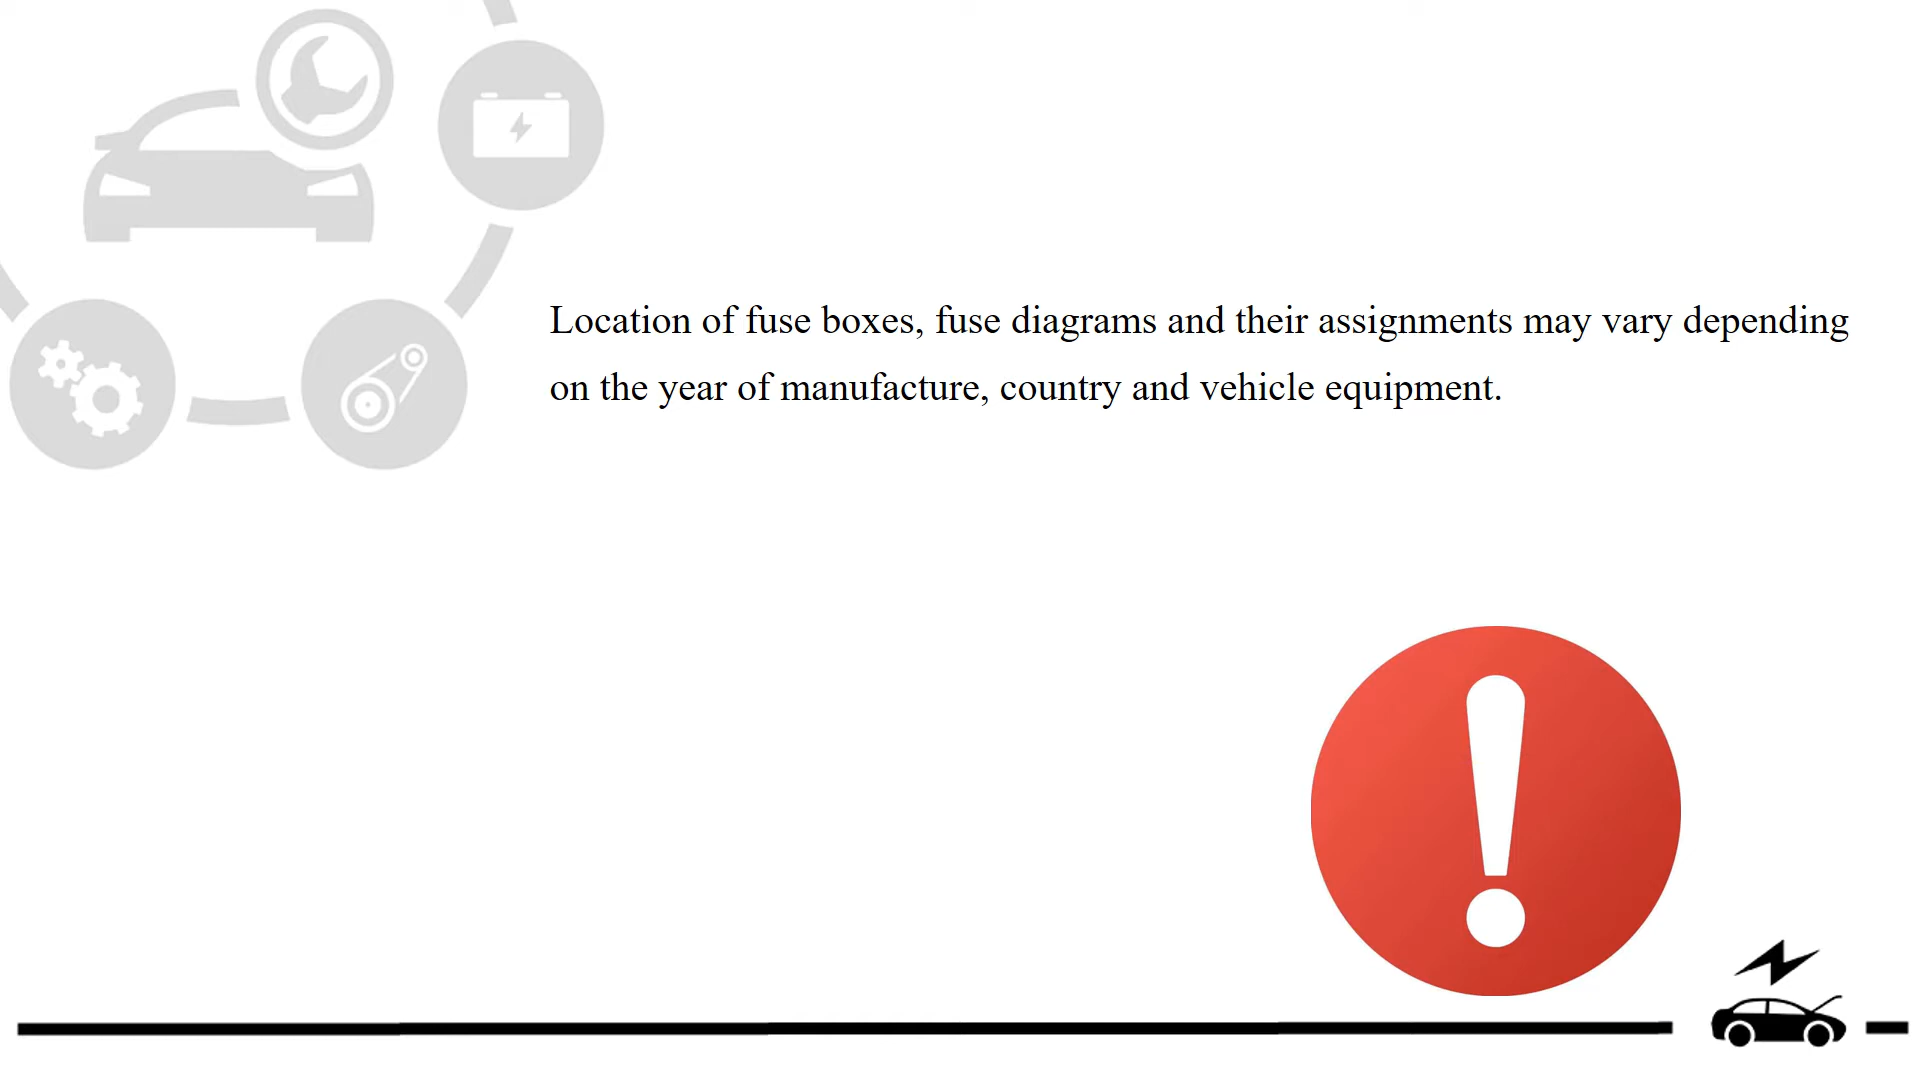 Location of fuse boxes, fuse diagrams and their assignments may vary depending
on the year of manufacture, country and vehicle equipment.